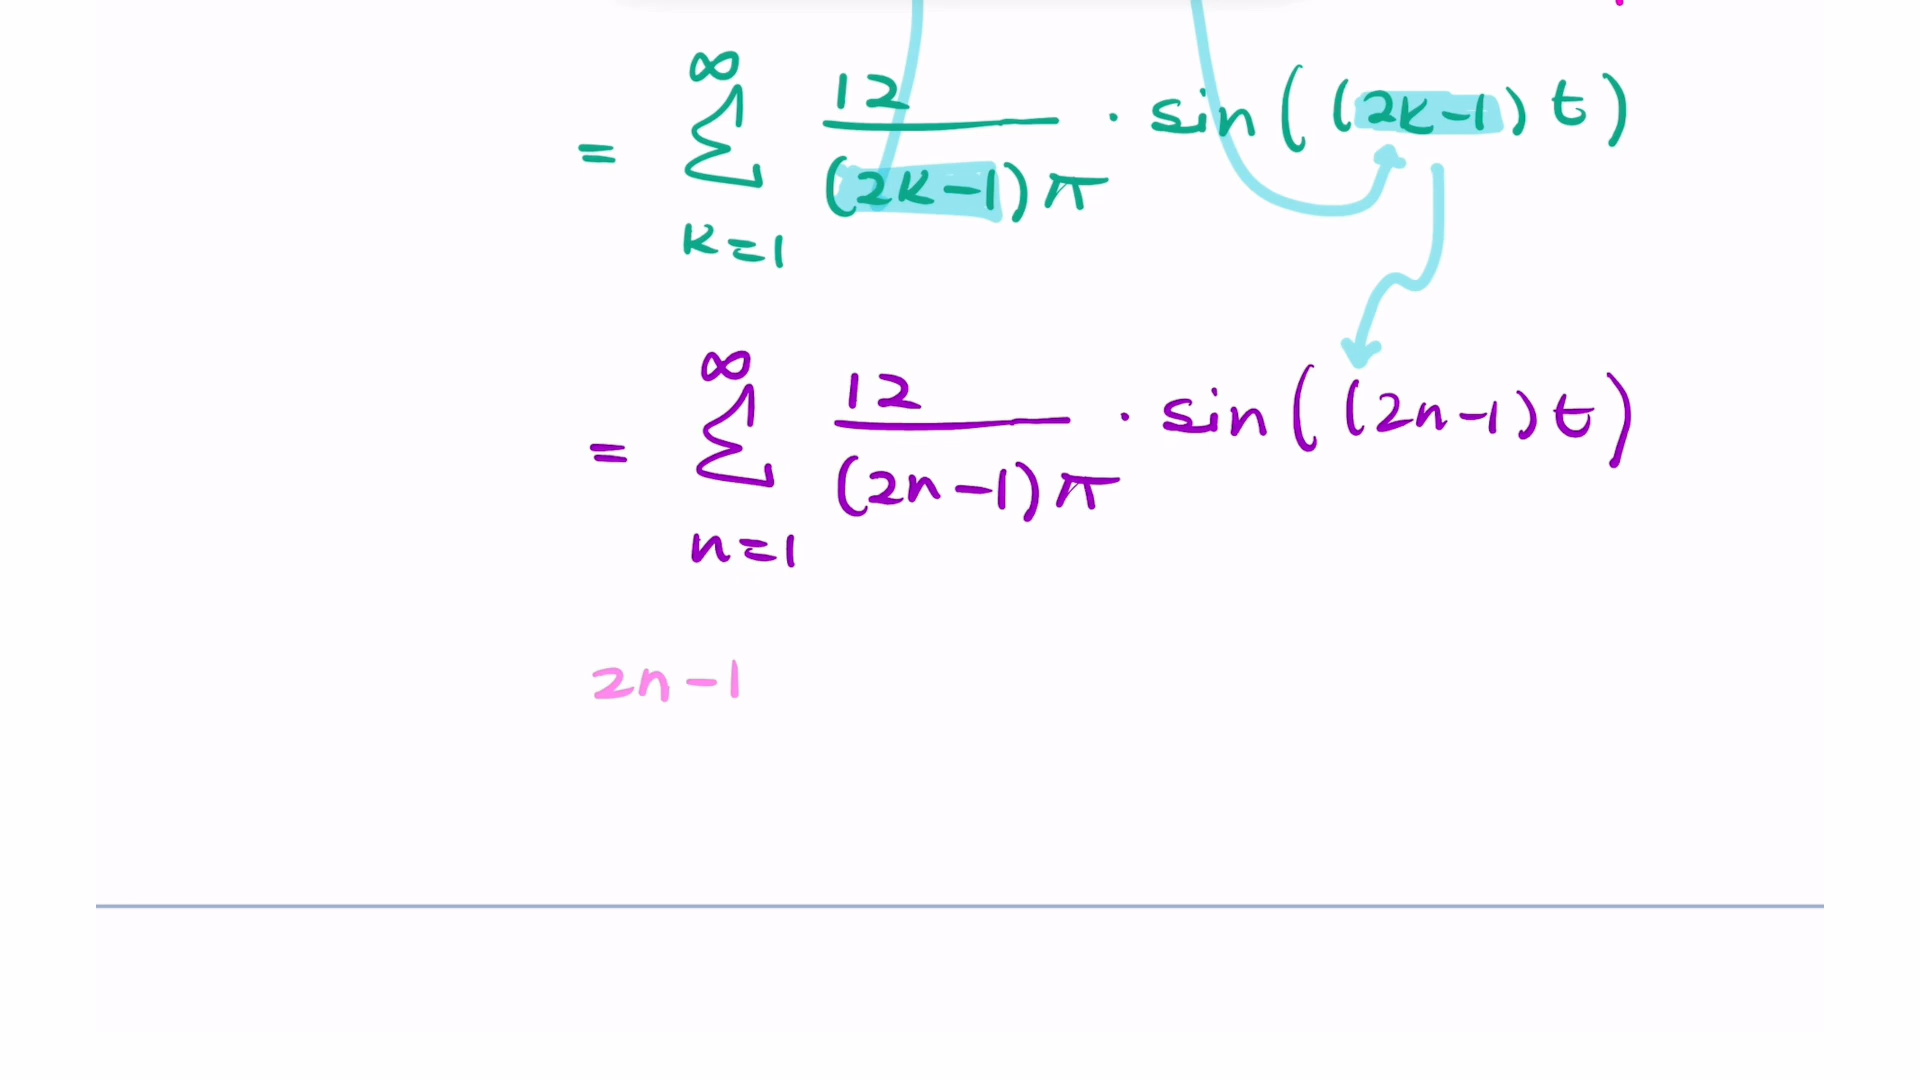 = ∞ Σ k=1 12 / (2k-1)π · sin((2k-1)t)
= ∞ Σ n=1 12 / (2n-1)π · sin((2n-1)t)
2n-1